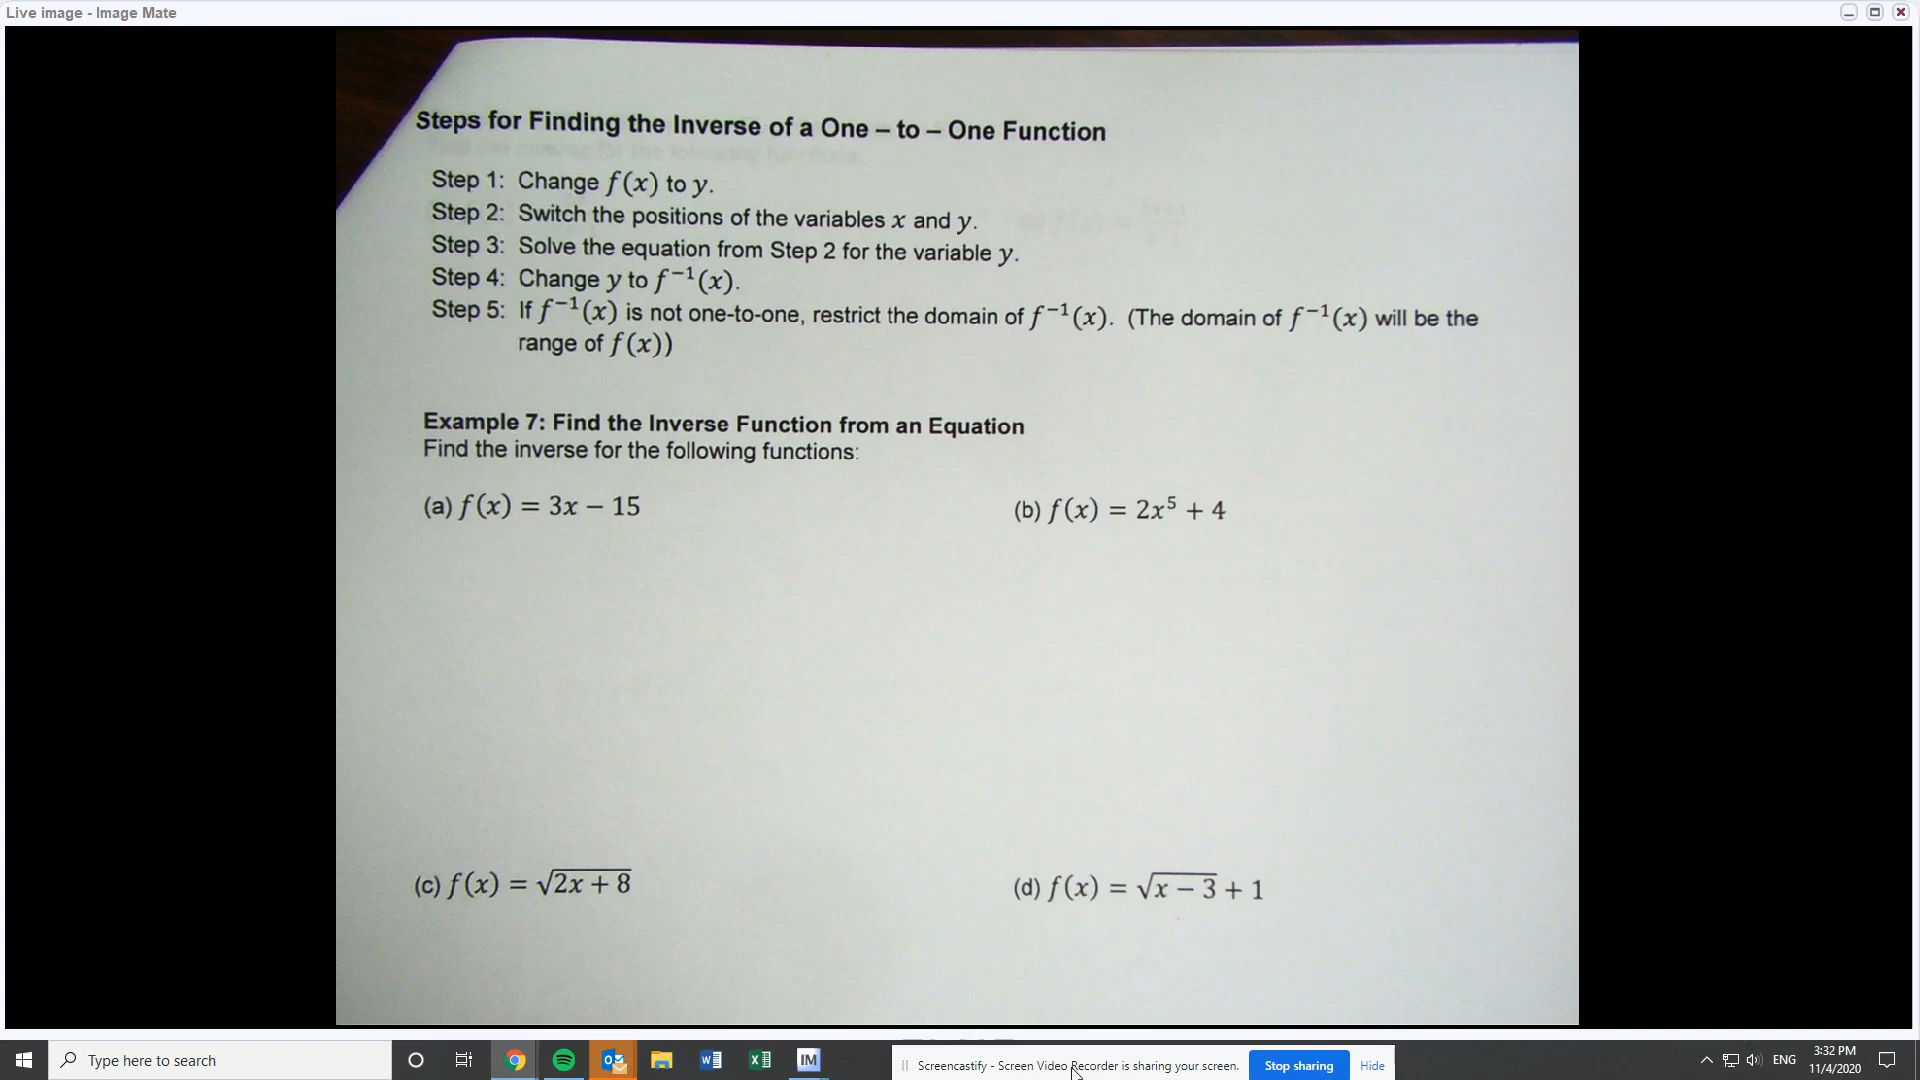 Live image - Image Mate
Steps for Finding the Inverse of a One – to – One Function
Step 1: Change f(x) to y.
Step 2: Switch the positions of the variables x and y.
Step 3: Solve the equation from Step 2 for the variable y.
Step 4: Change y to f⁻¹(x).
Step 5: If f⁻¹(x) is not one-to-one, restrict the domain of f⁻¹(x). (The domain of f⁻¹(x) will be the
range of f(x))
Example 7: Find the Inverse Function from an Equation
Find the inverse for the following functions:
(a) f(x) = 3x − 15
(b) f(x) = 2x⁵ + 4
(c) f(x) = √(2x + 8)
(d) f(x) = √(x − 3) + 1
Type here to search
Screencastify - Screen Video Recorder is sharing your screen.
Stop sharing
Hide
IM
ENG
3:32 PM
11/4/2020